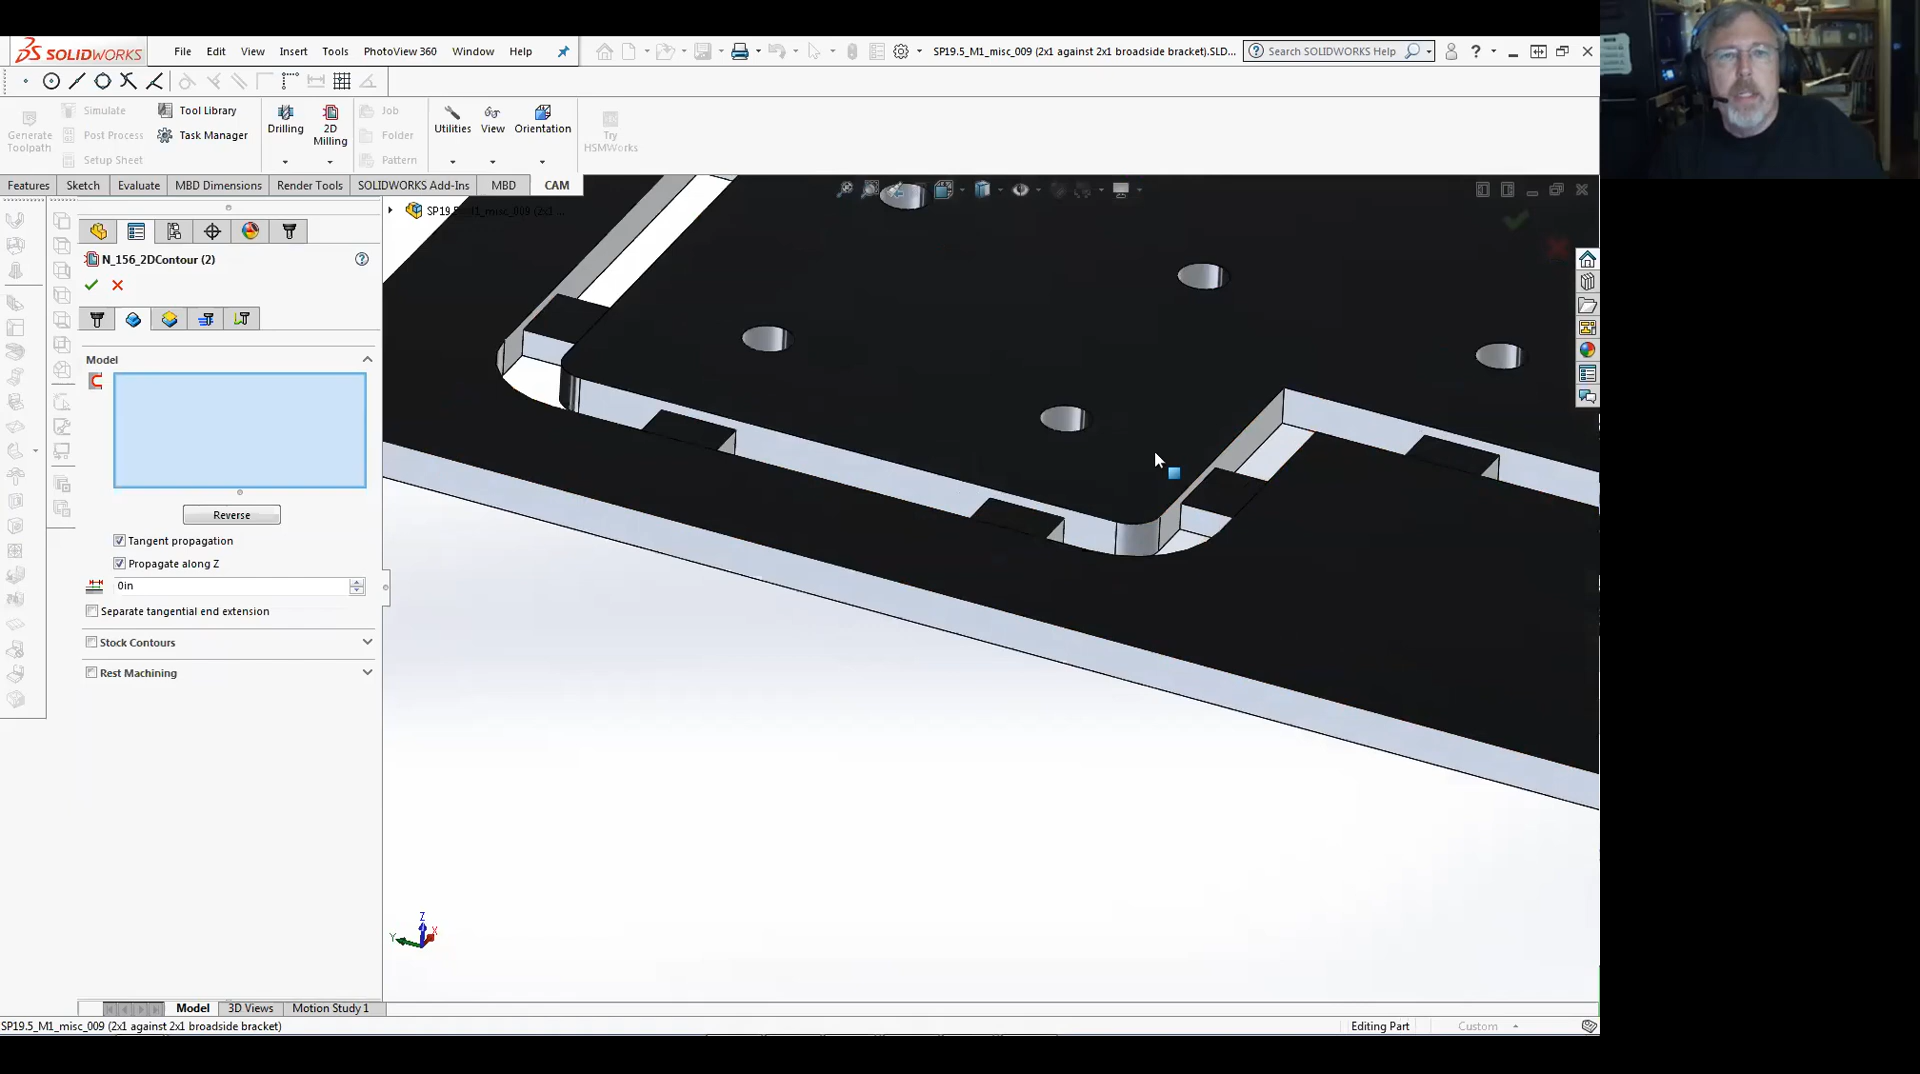 SOLIDWORKS File Edit View Insert Tools PhotoView 360 Window Help
SP19.5_M1_misc_009 (2x1 against 2x1 broadside bracket).SLD... Search SOLIDWORKS Help
Generate Toolpath
Simulate
Post Process
Setup Sheet
Tool Library
Task Manager
Drilling
2D Milling
Job
Folder
Pattern
Utilities
View
Orientation
Try HSMWorks
Features Sketch Evaluate MBD Dimensions Render Tools SOLIDWORKS Add-Ins MBD CAM
N_156_2DContour (2)
Model
Reverse
Tangent propagation
Propagate along Z
0in
Separate tangential end extension
Stock Contours
Rest Machining
Z
Y
X
Model 3D Views Motion Study 1
SP19.5_M1_misc_009 (2x1 against 2x1 broadside bracket)
Editing Part Custom